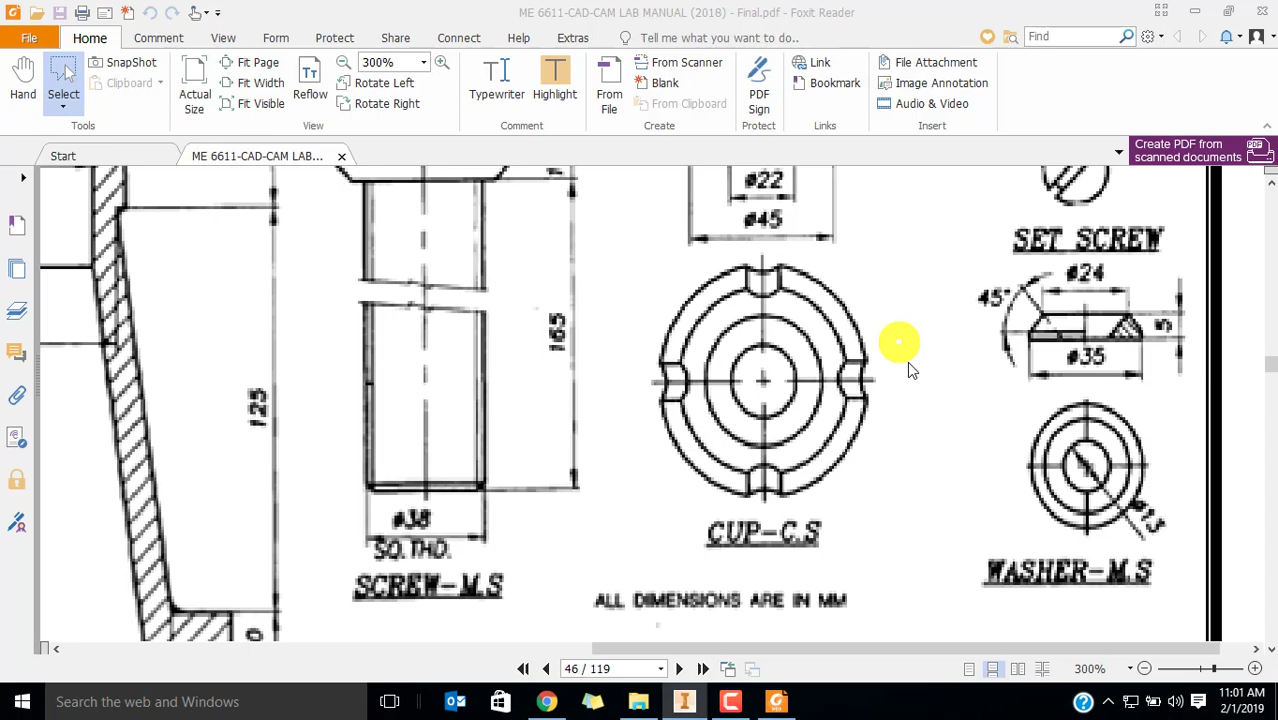 ME 6611-CAD-CAM LAB MANUAL (2018) - Final.pdf - Foxit Reader
File Home Comment View Form Protect Share Connect Help Extras Tell me what you want to do.. Find
Hand
Select
SnapShot
Clipboard
Tools
Actual Size
Fit Page
Fit Width
Fit Visible
Reflow
300%
Rotate Left
Rotate Right
View
Typewriter
Highlight
Comment
From File
From Scanner
Blank
From Clipboard
Create
PDF Sign
Protect
Link
Bookmark
Links
File Attachment
Image Annotation
Audio & Video
Insert
Start
ME 6611-CAD-CAM LAB...
Create PDF from scanned documents
125
165
ø38
SQ.THD.
SCREW-M.S
ø22
ø45
CUP-C.S
ALL DIMENSIONS ARE IN MM
SET SCREW
ø24
45°
5
ø35
ø13
WASHER-M.S
46 / 119
300%
Search the web and Windows
11:01 AM
2/1/2019